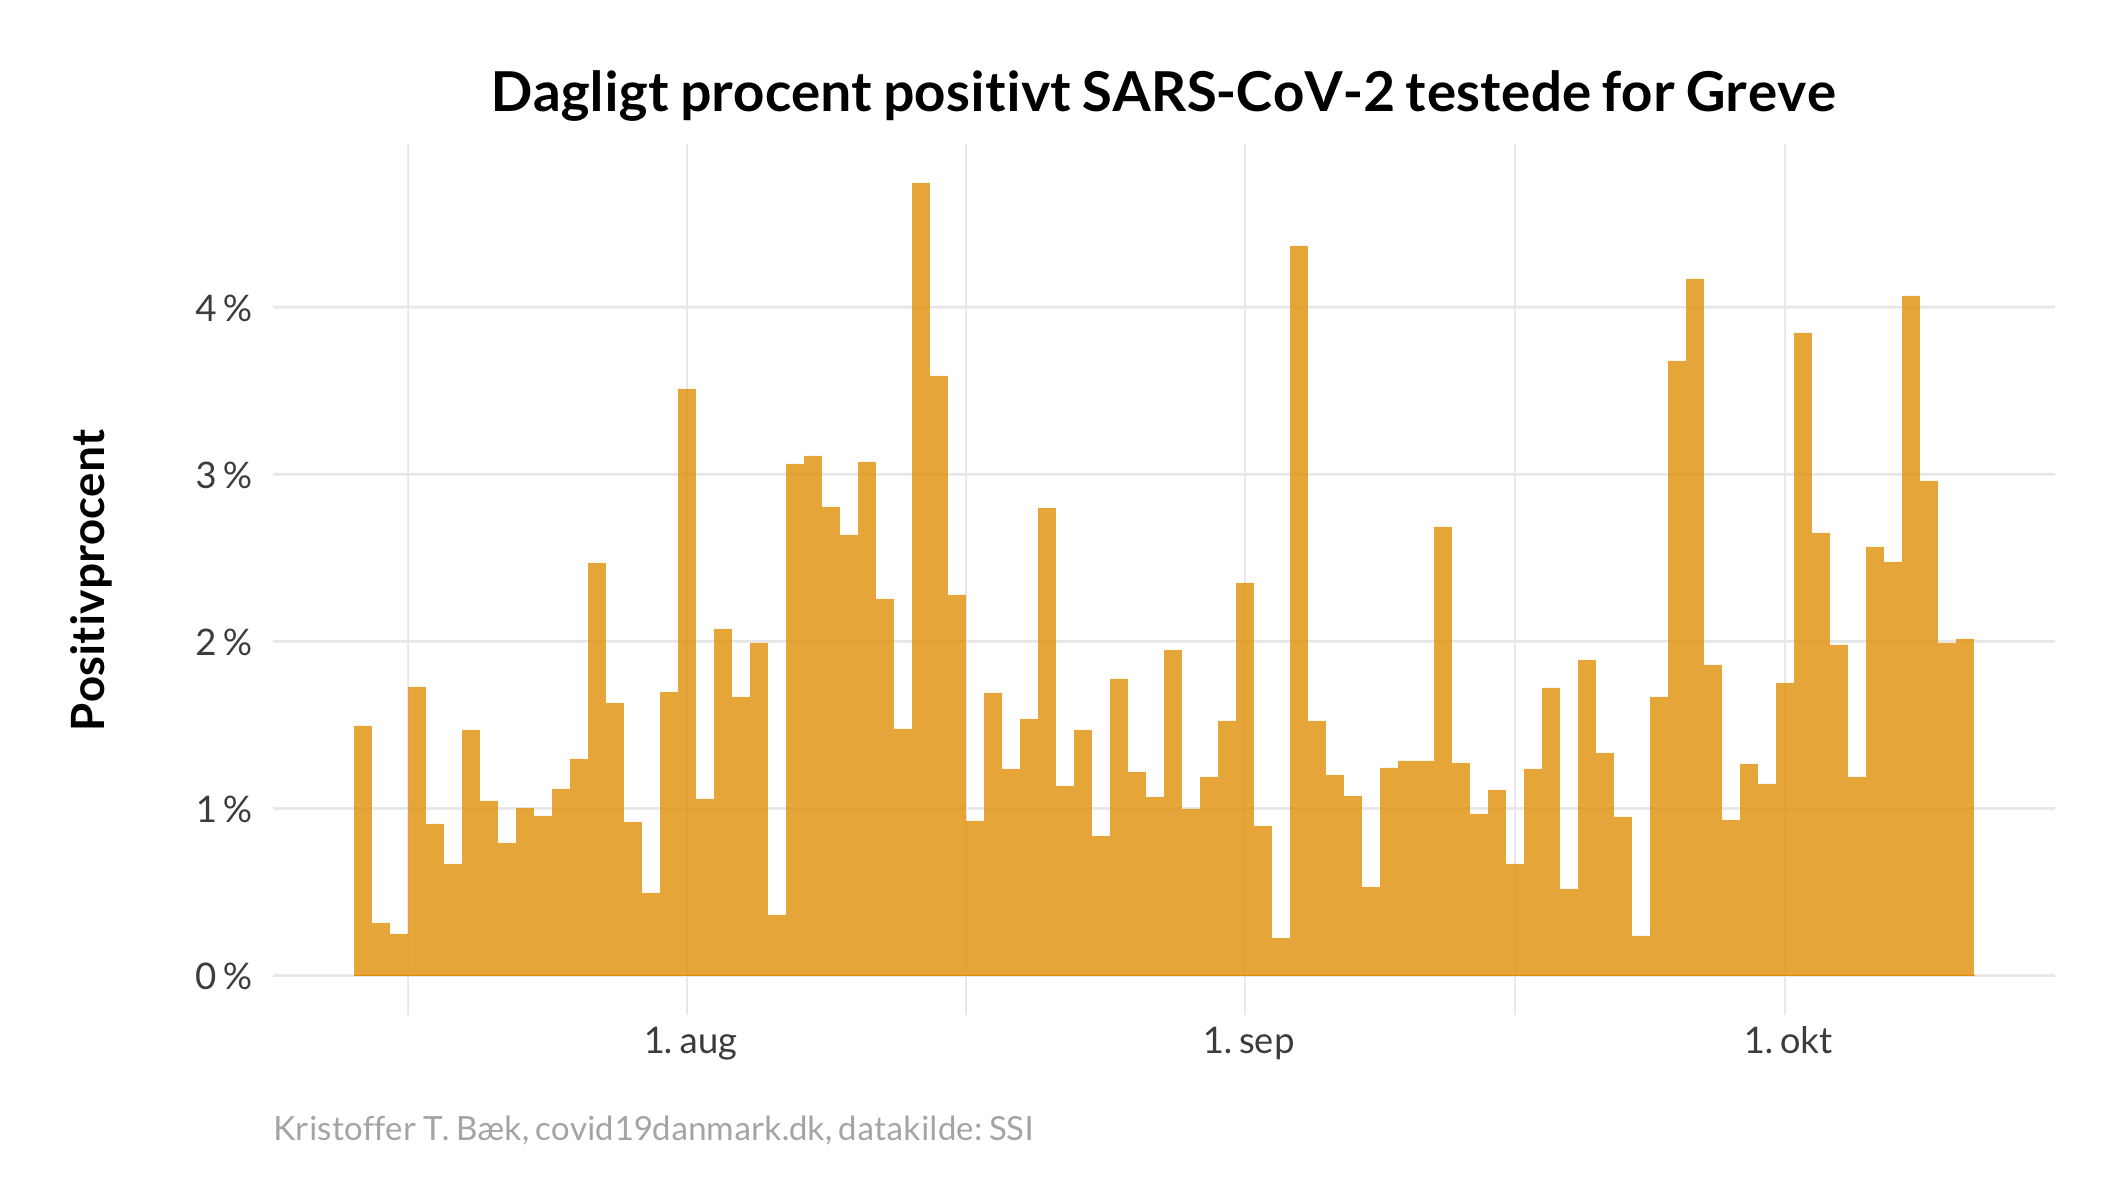 Dagligt procent positivt SARS-CoV-2 testede for Greve
Positivprocent
4 %
3 %
2 %
1 %
0 %
1. aug
1. sep
1. okt
Kristoffer T. Bæk, covid19danmark.dk, datakilde: SSI